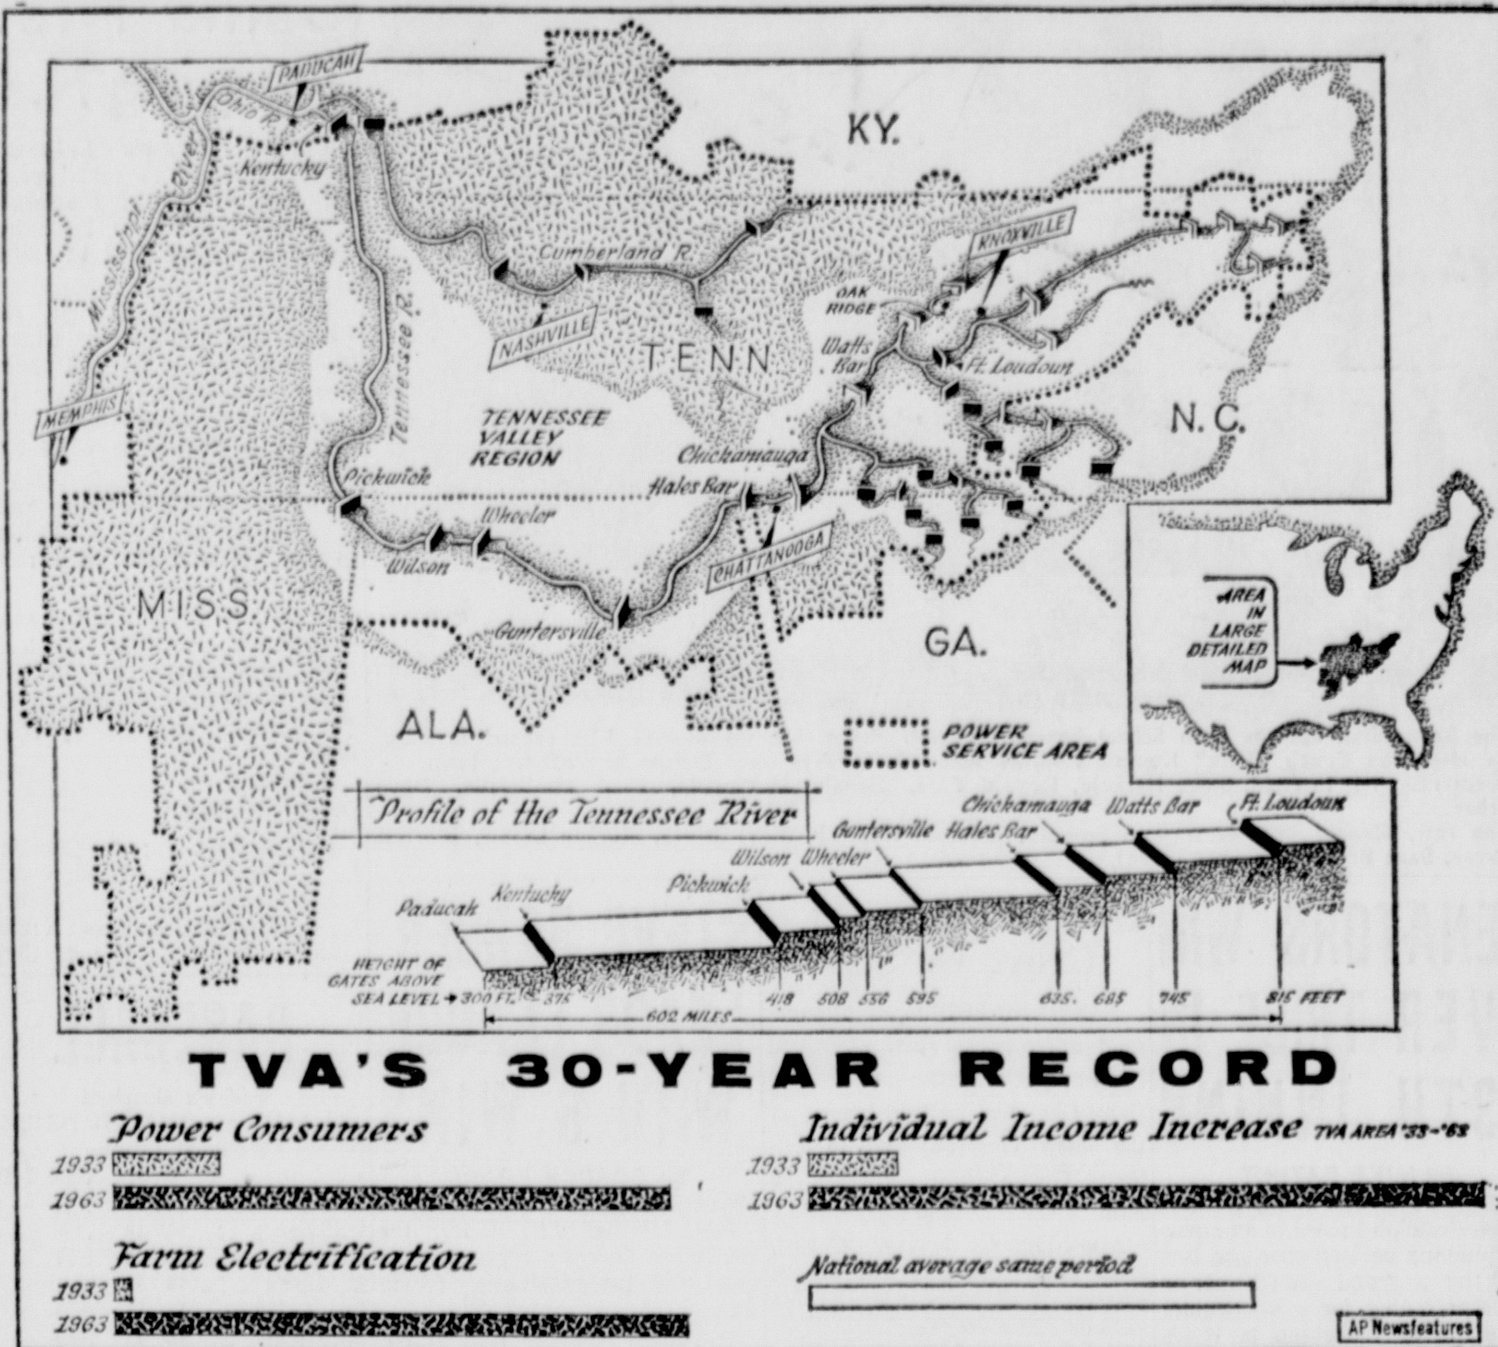 PADUCAH
Ohio R.
KY.
Kentucky
Mississippi
River
KNOXVILLE
Cumberland R.
OAK
RIDGE
NASHVILLE
TENN
Tennessee R.
Watts
Bar
Ft. Loudoun
MEMPHIS
TENNESSEE
VALLEY
REGION
N.C.
Chickamauga
Pickwick
Hales Bar
Wheeler
Wilson
CHATTANOOGA
MISS
Guntersville
GA.
AREA
IN
LARGE
DETAILED
MAP
ALA.
POWER
SERVICE AREA
Profile of the Tennessee River
Chickamauga Watts Bar Ft. Loudoun
Guntersville Hales Bar
Wilson Wheeler
Pickwick
Kentucky
Paducah
HEIGHT OF
GATES ABOVE
SEA LEVEL 300 FT. 375 418 508 556 595 635. 685 745 815 FEET
602 MILES
TVA'S 30-YEAR RECORD
Power Consumers
1933
1963
Individual Income Increase TVA AREA '33-'63
1933
1963
Farm Electrification
1933
1963
National average same period
AP Newsfeatures